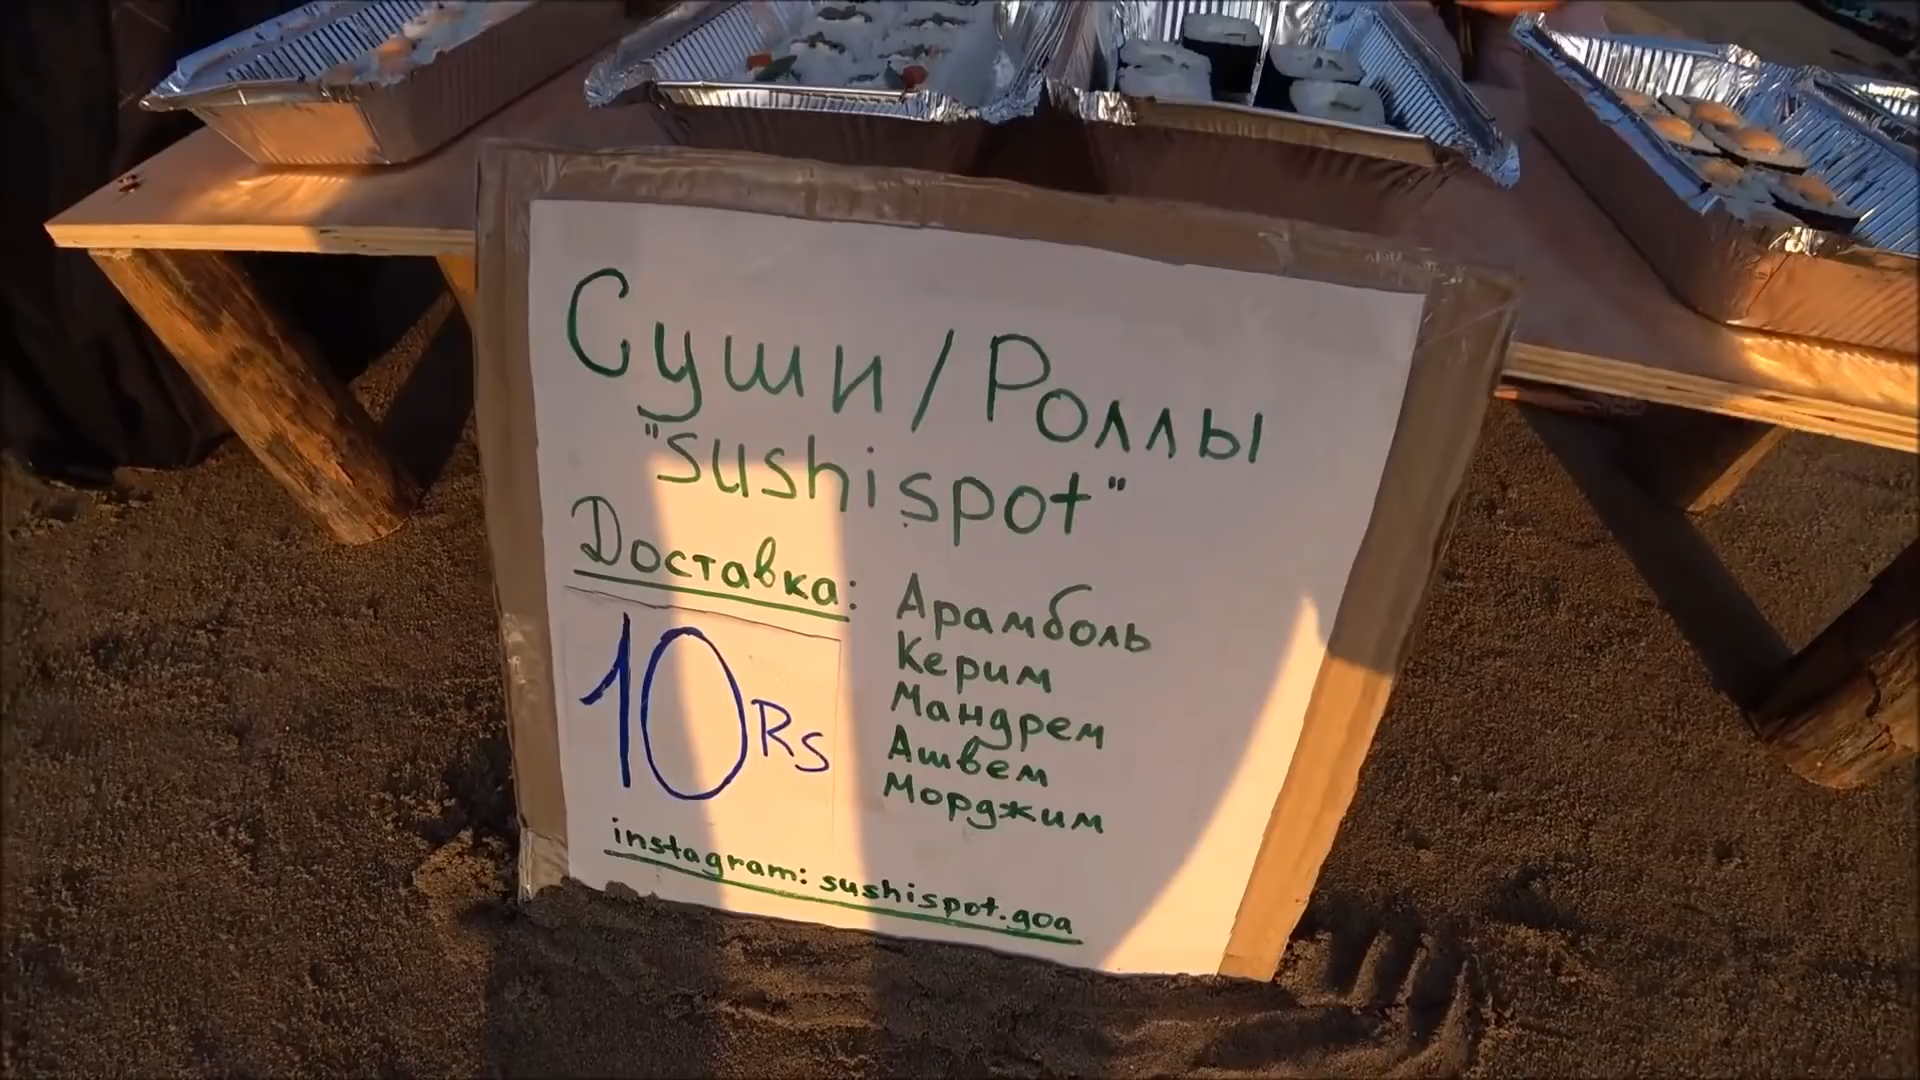 Суши/Роллы
"sushispot"
Доставка:
10 Rs
Арамболь
Керим
Мандрем
Ашвем
Морджим
instagram: sushispot.goa